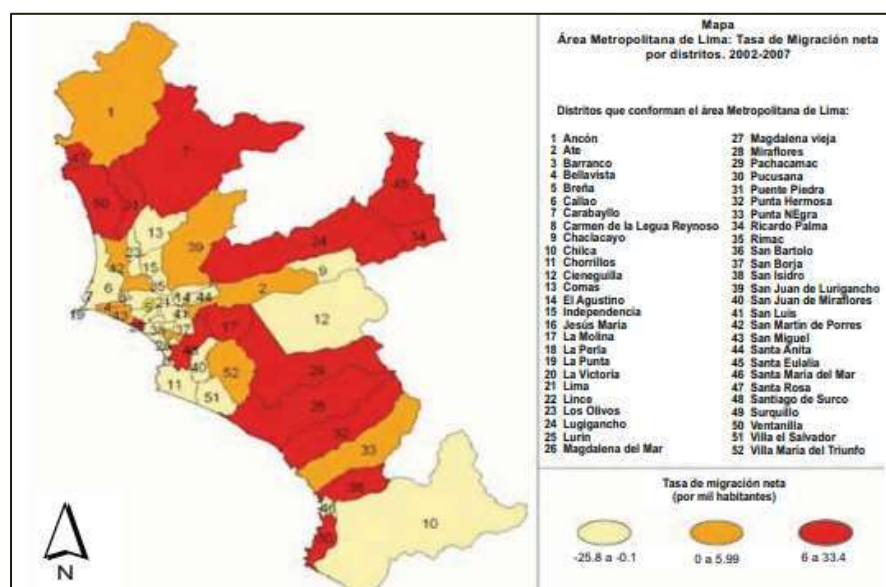 Mapa
Área Metropolitana de Lima: Tasa de Migración neta
por distritos. 2002-2007
Distritos que conforman el área Metropolitana de Lima:
1 Ancón
2 Ate
3 Barranco
4 Bellavista
5 Breña
6 Callao
7 Carabayllo
8 Carmen de la Legua Reynoso
9 Chaclacayo
10 Chilca
11 Chorrillos
12 Cieneguilla
13 Comas
14 El Agustino
15 Independencia
16 Jesús María
17 La Molina
18 La Perla
19 La Punta
20 La Victoria
21 Lima
22 Lince
23 Los Olivos
24 Lugigancho
25 Lurín
26 Magdalena del Mar
27 Magdalena vieja
28 Miraflores
29 Pachacamac
30 Pucusana
31 Puente Piedra
32 Punta Hermosa
33 Punta NEgra
34 Ricardo Palma
35 Rimac
36 San Bartolo
37 San Borja
38 San Isidro
39 San Juan de Lurigancho
40 San Juan de Miraflores
41 San Luis
42 San Martín de Porres
43 San Miguel
44 Santa Anita
45 Santa Eulalia
46 Santa María del Mar
47 Santa Rosa
48 Santiago de Surco
49 Surquillo
50 Ventanilla
51 Villa el Salvador
52 Villa María del Triunfo
Tasa de migración neta
(por mil habitantes)
-25.8 a -0.1
0 a 5.99
6 a 33.4
1
7
50
13
39
15
42
6
24
34
9
2
12
44
17
40
52
11
51
29
33
10
19
N